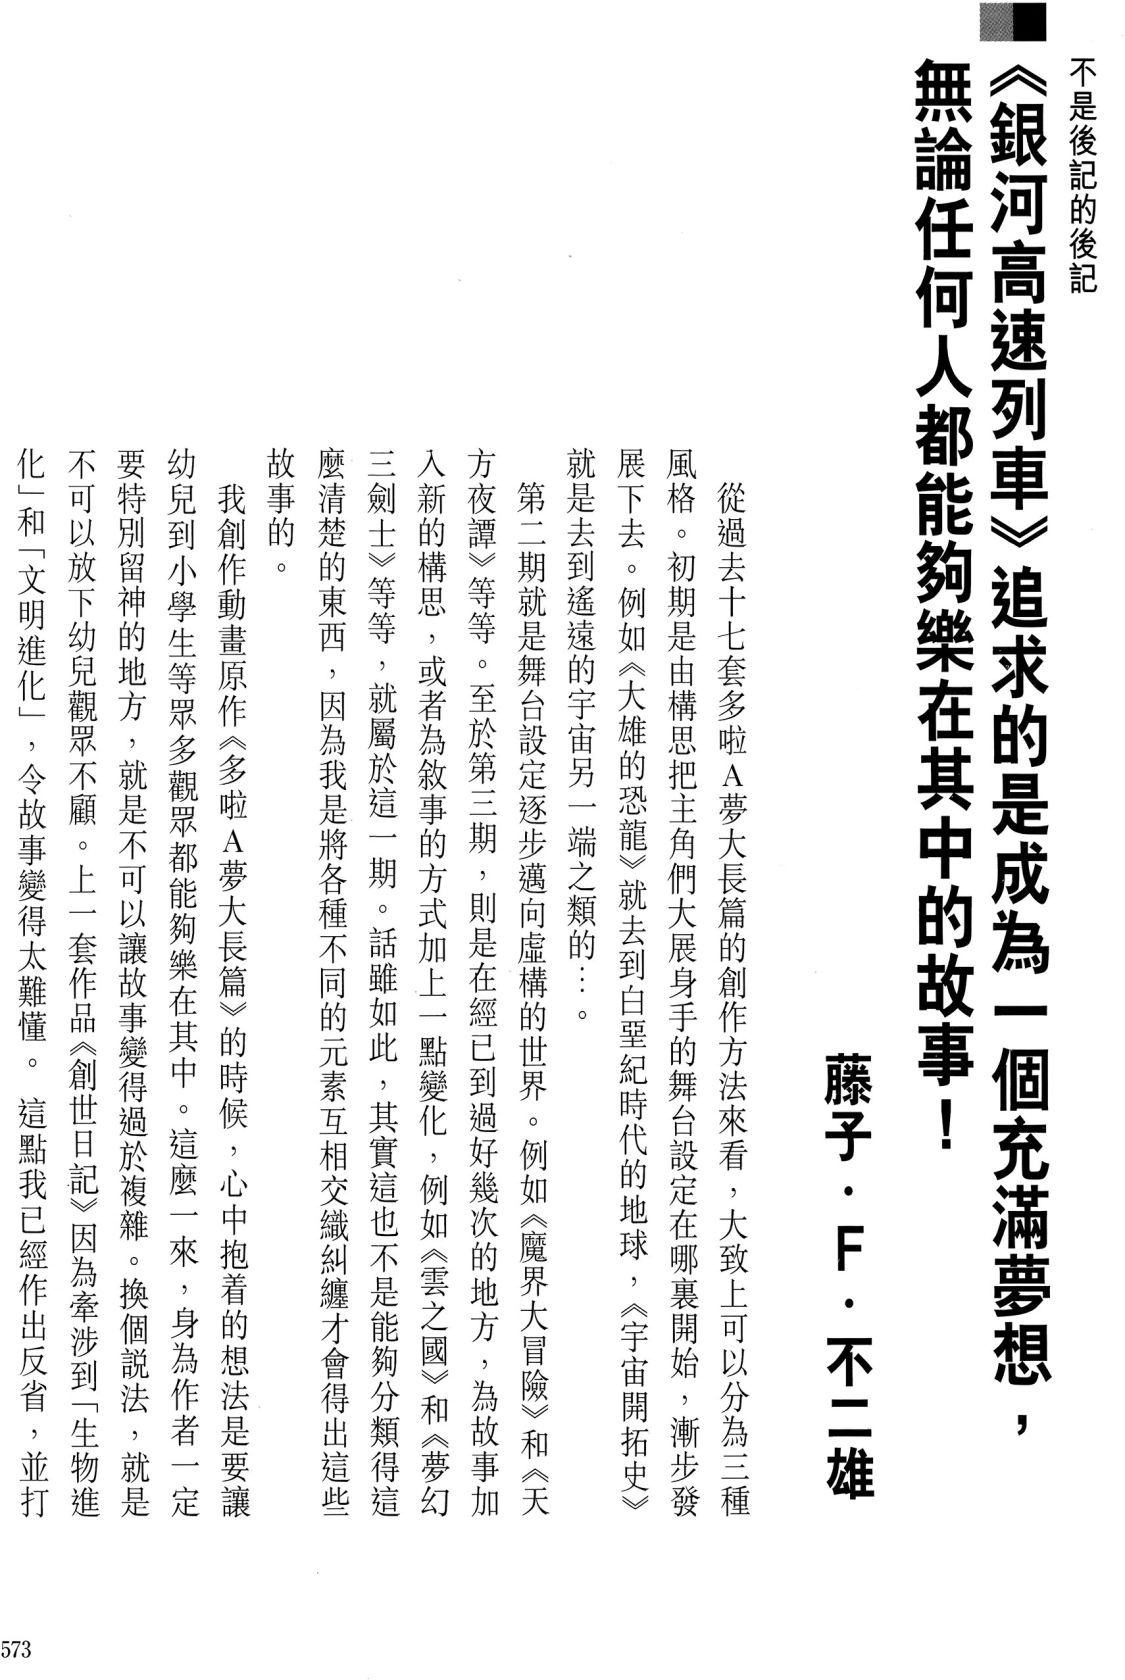 不是後記的後記
《銀河高速列車》追求的是成為一個充滿夢想，
無論任何人都能夠樂在其中的故事！
藤子・F・不二雄
從過去十七套多啦A夢大長篇的創作方法來看，大致上可以分為三種
風格。初期是由構思把主角們大展身手的舞台設定在哪裏開始，漸步發
展下去。例如《大雄的恐龍》就去到白堊紀時代的地球，《宇宙開拓史》
就是去到遙遠的宇宙另一端之類的…。
第二期就是舞台設定逐步邁向虛構的世界。例如《魔界大冒險》和《天
方夜譚》等等。至於第三期，則是在經已到過好幾次的地方，為故事加
入新的構思，或者為敘事的方式加上一點變化，例如《雲之國》和《夢幻
三劍士》等等，就屬於這一期。話雖如此，其實這也不是能夠分類得這
麼清楚的東西，因為我是將各種不同的元素互相交織糾纏才會得出這些
故事的。
我創作動畫原作《多啦A夢大長篇》的時候，心中抱着的想法是要讓
幼兒到小學生等眾多觀眾都能夠樂在其中。這麼一來，身為作者一定
要特別留神的地方，就是不可以讓故事變得過於複雜。換個說法，就是
不可以放下幼兒觀眾不顧。上一套作品《創世日記》因為牽涉到「生物進
化」和「文明進化」，令故事變得太難懂。這點我已經作出反省，並打
573